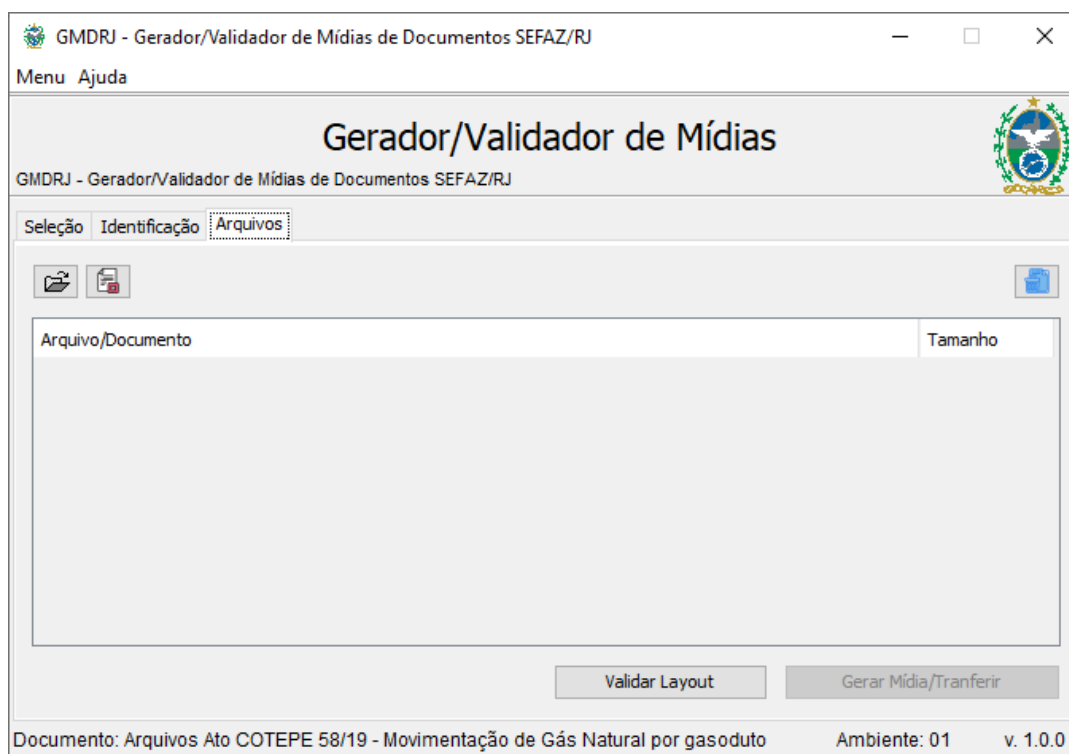 GMDRJ - Gerador/Validador de Mídias de Documentos SEFAZ/RJ
Menu Ajuda
Gerador/Validador de Mídias
GMDRJ - Gerador/Validador de Mídias de Documentos SEFAZ/RJ
Seleção Identificação Arquivos
Arquivo/Documento Tamanho
Validar Layout Gerar Mídia/Tranferir
Documento: Arquivos Ato COTEPE 58/19 - Movimentação de Gás Natural por gasoduto Ambiente: 01 v. 1.0.0